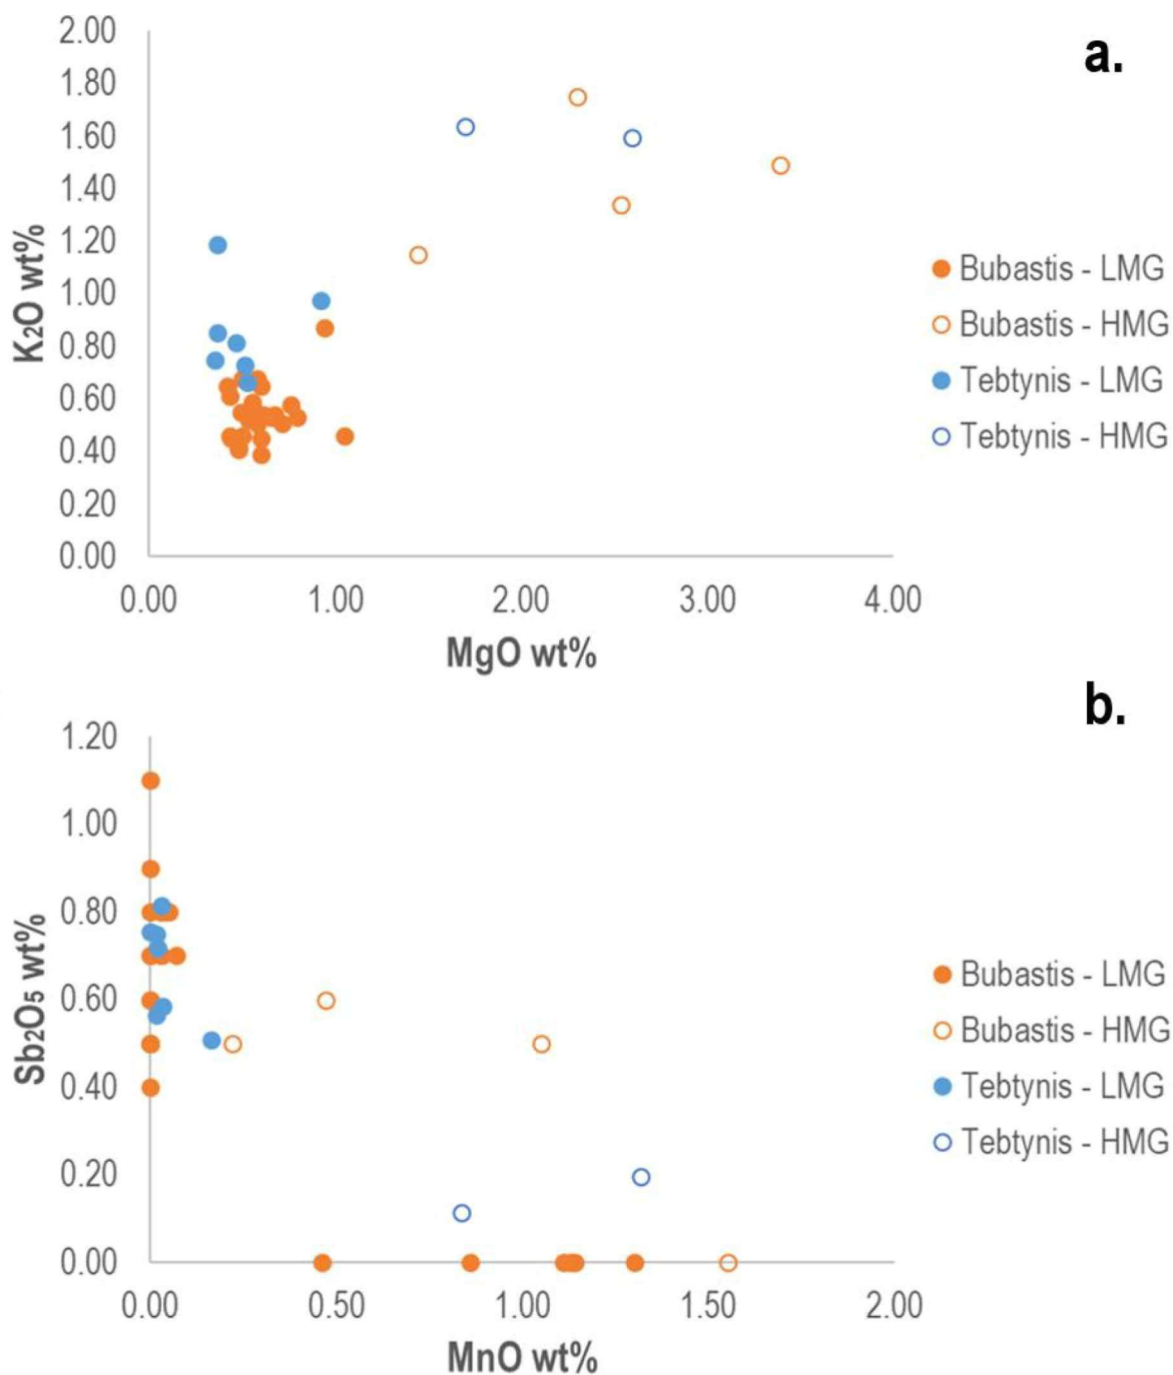 a.
2.00
1.80
1.60
1.40
1.20
1.00
0.80
0.60
0.40
0.20
0.00
K2O wt%
0.00 1.00 2.00 3.00 4.00
MgO wt%
Bubastis - LMG
Bubastis - HMG
Tebtynis - LMG
Tebtynis - HMG
b.
1.20
1.00
0.80
0.60
0.40
0.20
0.00
Sb2O5 wt%
0.00 0.50 1.00 1.50 2.00
MnO wt%
Bubastis - LMG
Bubastis - HMG
Tebtynis - LMG
Tebtynis - HMG